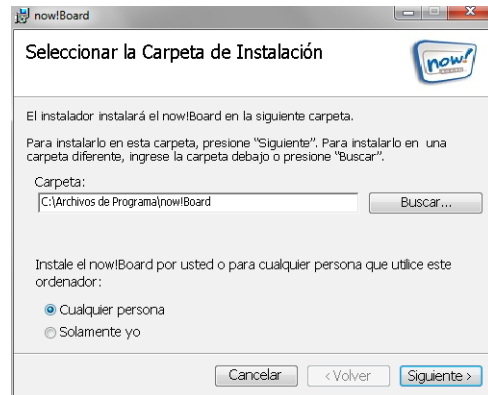 now!Board
Seleccionar la Carpeta de Instalación
now!
El instalador instalará el now!Board en la siguiente carpeta.
Para instalarlo en esta carpeta, presione "Siguiente". Para instalarlo en una
carpeta diferente, ingrese la carpeta debajo o presione "Buscar".
Carpeta:
C:\Archivos de Programa\now!Board
Buscar...
Instale el now!Board por usted o para cualquier persona que utilice este
ordenador:
Cualquier persona
Solamente yo
Cancelar
<Volver
Siguiente >